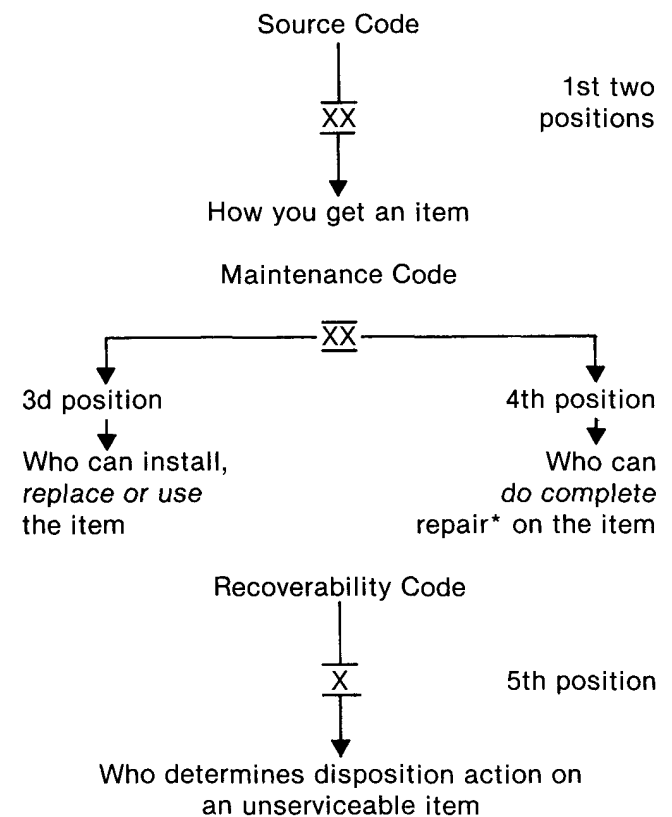 Source Code
1st two
XX
positions
How you get an item
Maintenance Code
XX
3d position
4th position
Who can install,
replace or use
the item
Who can
do complete
repair* on the item
Recoverability Code
X
5th position
Who determines disposition action on
an unserviceable item